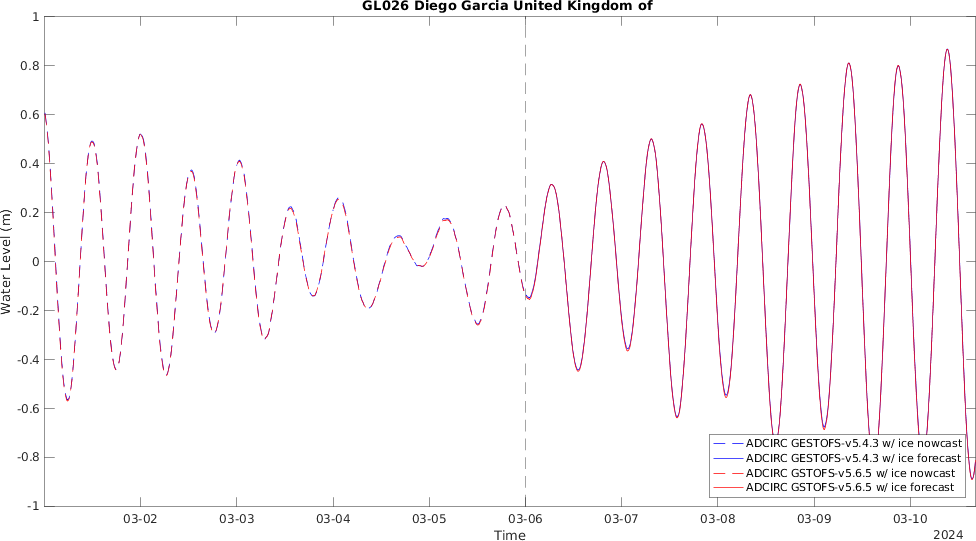 GL026 Diego Garcia United Kingdom of
1
0.8
0.6
0.4
0.2
0
-0.2
-0.4
-0.6
-0.8
-1
Water Level (m)
ADCIRC GESTOFS-v5.4.3 w/ ice nowcast
ADCIRC GESTOFS-v5.4.3 w/ ice forecast
ADCIRC GSTOFS-v5.6.5 w/ ice nowcast
ADCIRC GSTOFS-v5.6.5 w/ ice forecast
03-02 03-03 03-04 03-05 03-06 03-07 03-08 03-09 03-10
Time
2024